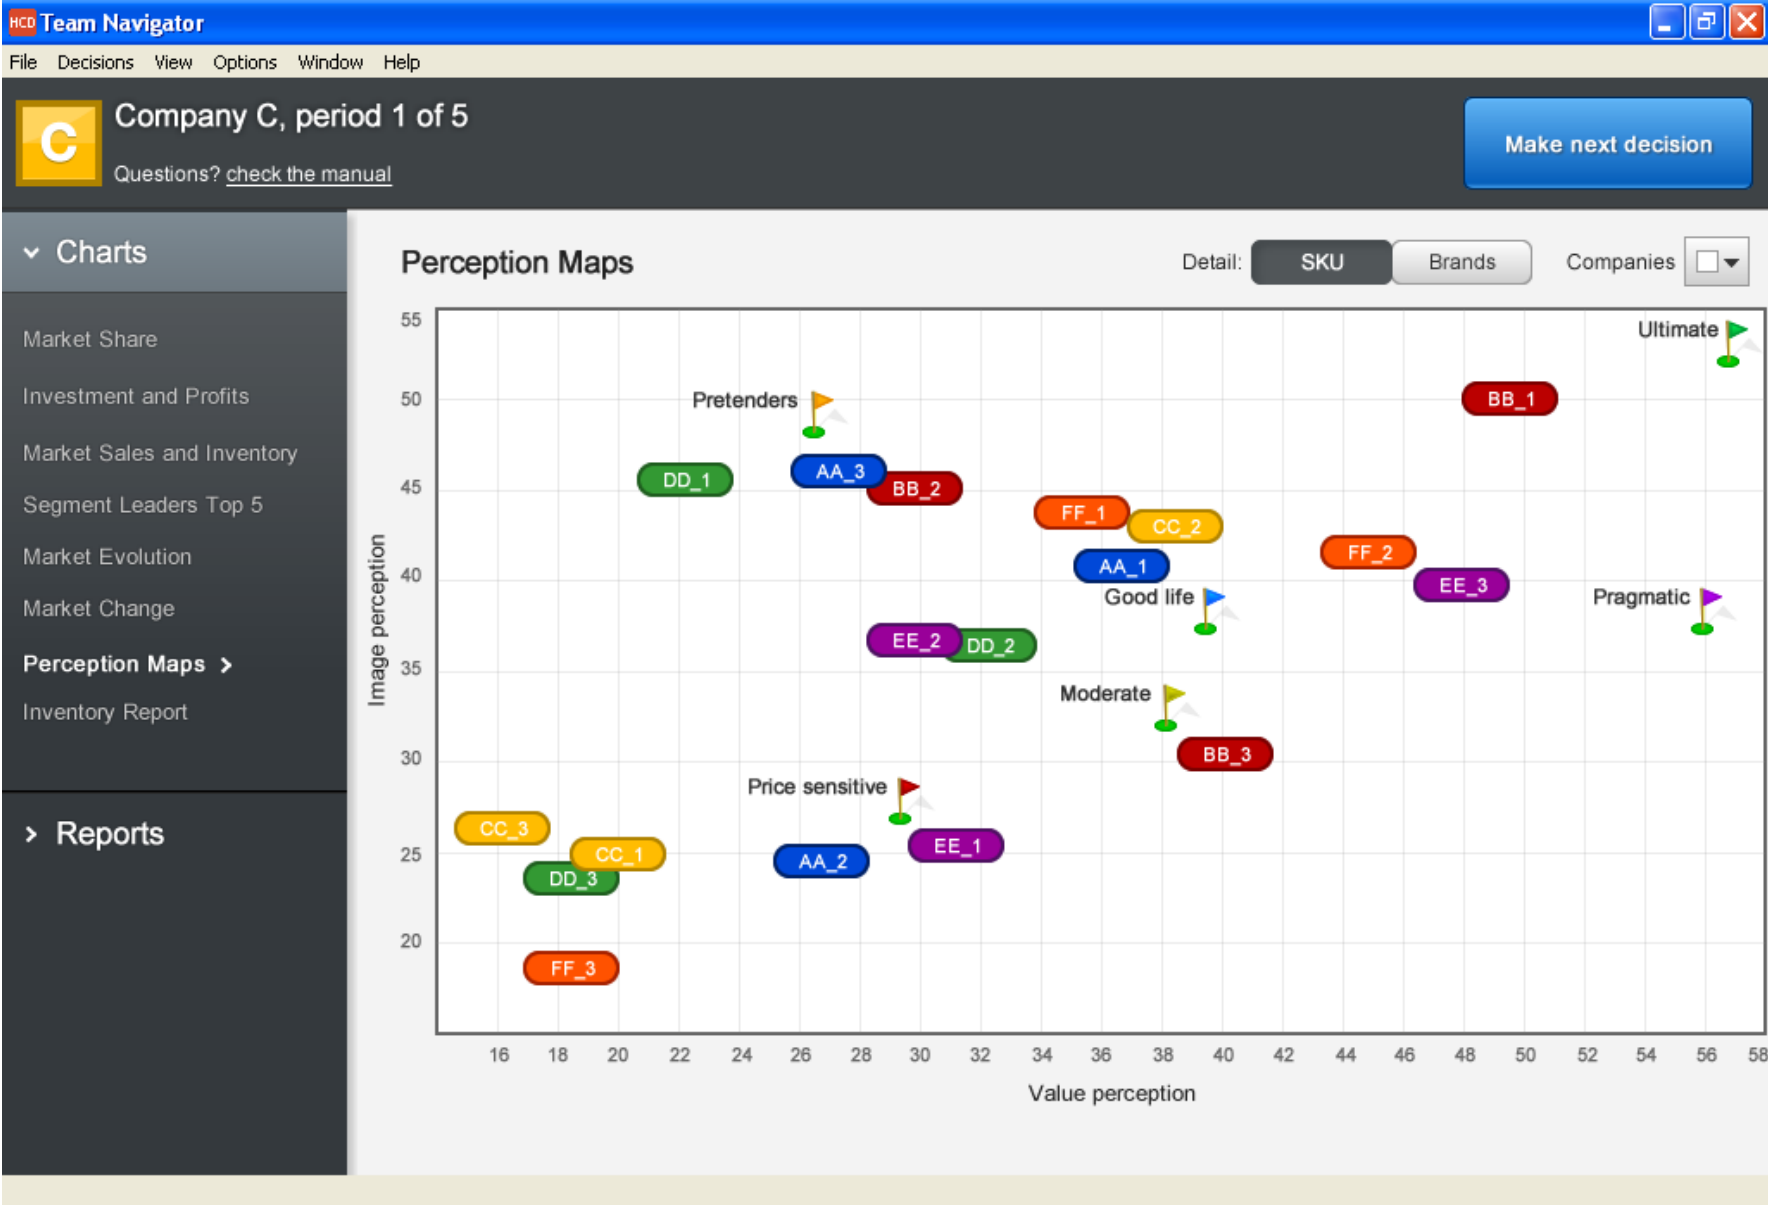 HCD Team Navigator
File Decisions View Options Window Help
C
Company C, period 1 of 5
Questions? check the manual
Make next decision
Charts
Market Share
Investment and Profits
Market Sales and Inventory
Segment Leaders Top 5
Market Evolution
Market Change
Perception Maps
Inventory Report
Reports
Perception Maps
Detail: SKU Brands Companies
55
50
45
40
35
30
25
20
Image perception
Ultimate
BB_1
Pretenders
AA_3
DD_1
BB_2
FF_1
CC_2
FF_2
AA_1
EE_3
Good life
Pragmatic
EE_2
DD_2
Moderate
BB_3
Price sensitive
CC_3
EE_1
CC_1
AA_2
DD_3
FF_3
16 18 20 22 24 26 28 30 32 34 36 38 40 42 44 46 48 50 52 54 56 58
Value perception